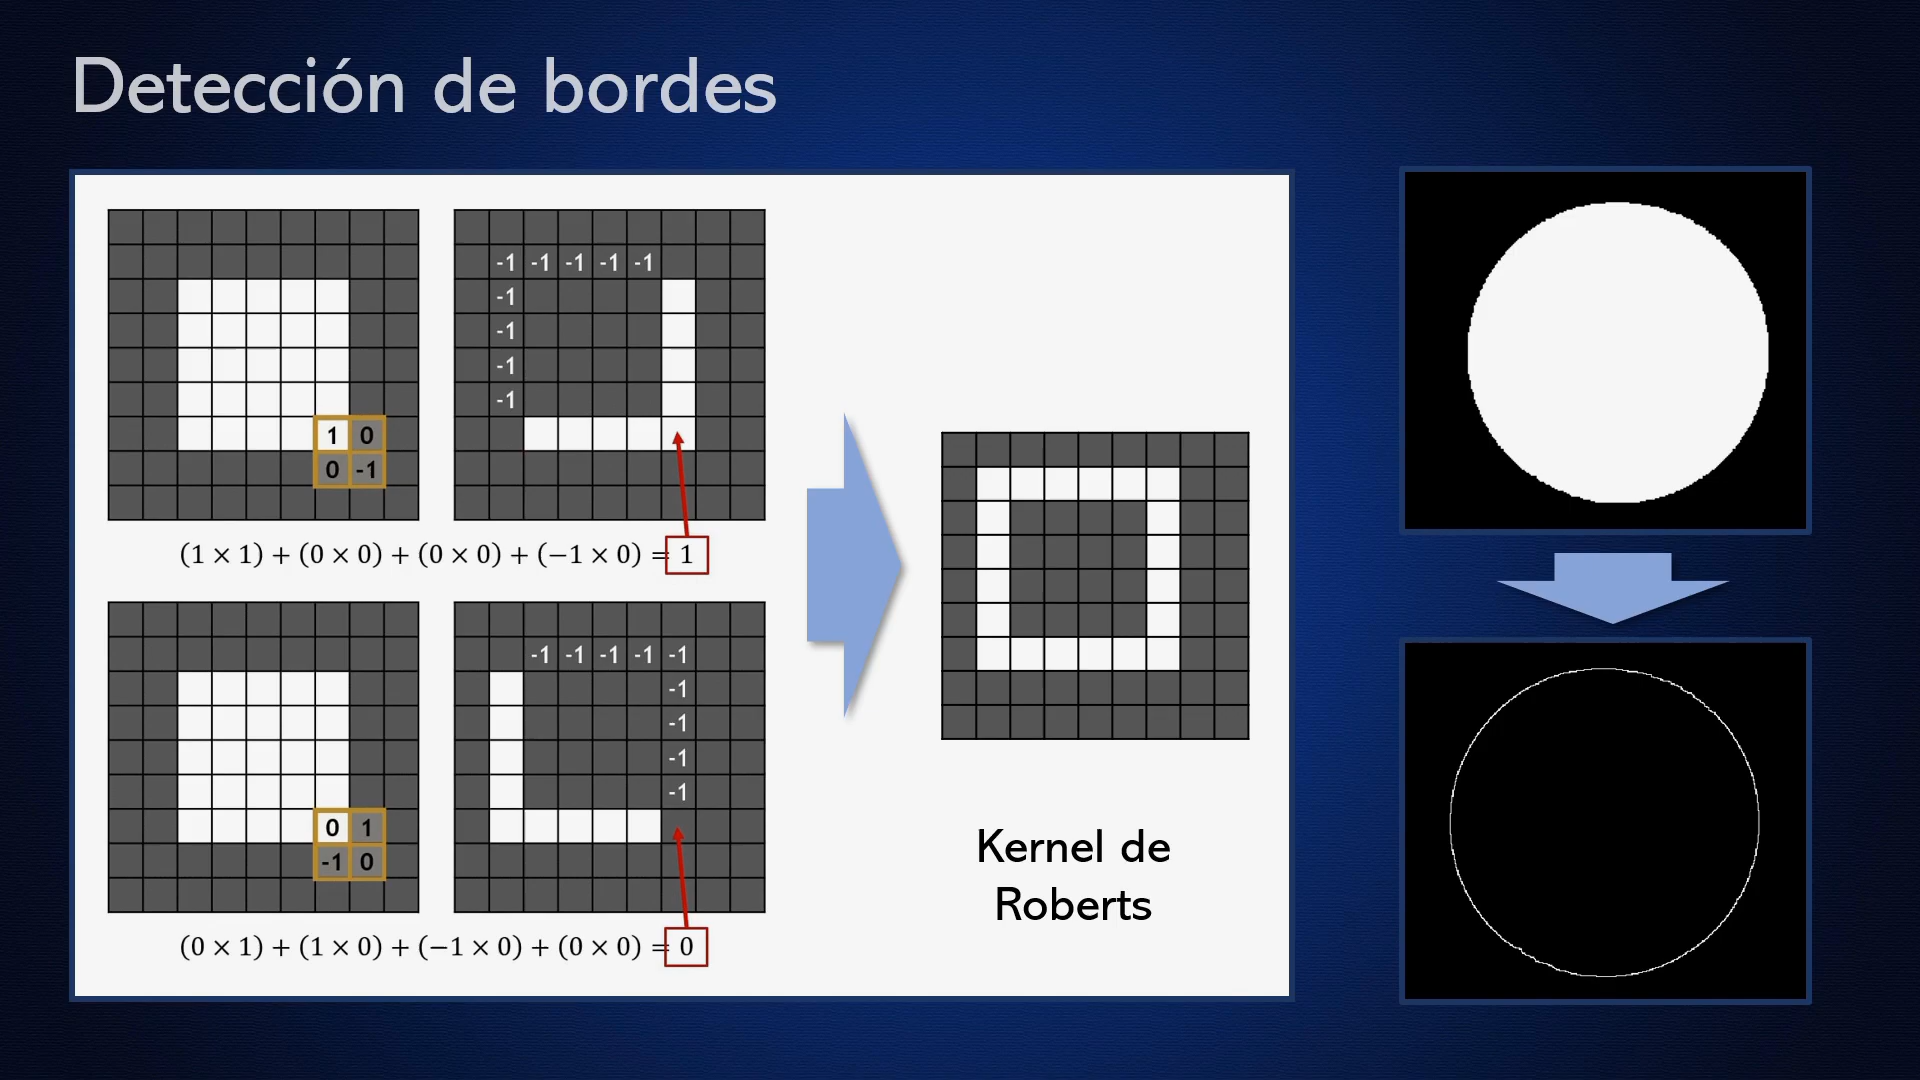 Detección de bordes
-1 -1 -1 -1 -1
-1
-1
-1
-1
1 0
0 -1
(1 × 1) + (0 × 0) + (0 × 0) + (−1 × 0) = 1
-1 -1 -1 -1 -1
-1
-1
-1
-1
0 1
-1 0
(0 × 1) + (1 × 0) + (−1 × 0) + (0 × 0) = 0
Kernel de
Roberts